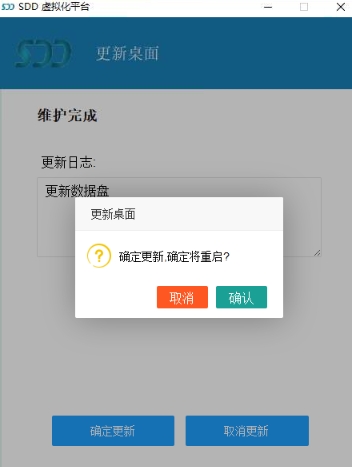 SDD SDD 虚拟化平台
SDD 更新桌面
维护完成
更新日志:
更新数据盘
更新桌面
? 确定更新,确定将重启?
取消 确认
确定更新 取消更新